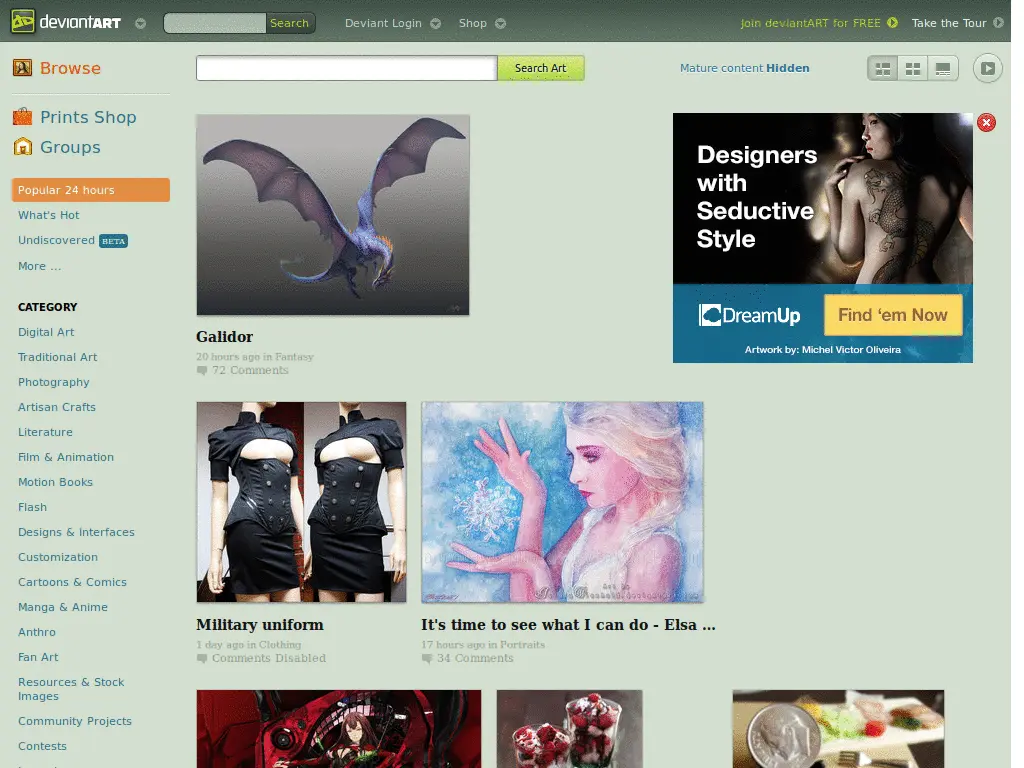 deviantART
Search
Deviant Login
Shop
Join deviantART for FREE
Take the Tour
Browse
Search Art
Mature content Hidden
Prints Shop
Groups
Popular 24 hours
What's Hot
Undiscovered BETA
More ...
CATEGORY
Digital Art
Traditional Art
Photography
Artisan Crafts
Literature
Film & Animation
Motion Books
Flash
Designs & Interfaces
Customization
Cartoons & Comics
Manga & Anime
Anthro
Fan Art
Resources & Stock
Images
Community Projects
Contests
Designers
with
Seductive
Style
DreamUp
Find 'em Now
Artwork by: Michel Victor Oliveira
Galidor
20 hours ago in Fantasy
72 Comments
Military uniform
1 day ago in Clothing
Comments Disabled
It's time to see what I can do - Elsa ...
17 hours ago in Portraits
34 Comments